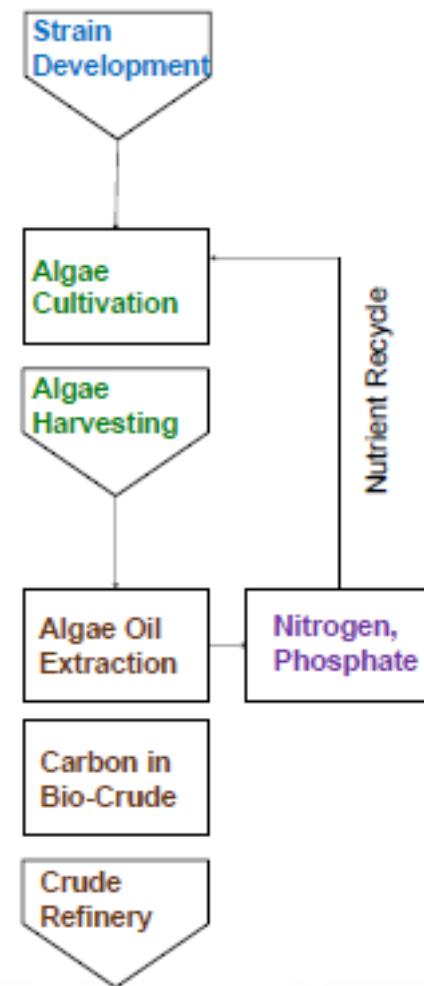 Strain
Development
Algae
Cultivation
Algae
Harvesting
Nutrient Recycle
Algae Oil
Extraction
Nitrogen,
Phosphate
Carbon in
Bio-Crude
Crude
Refinery